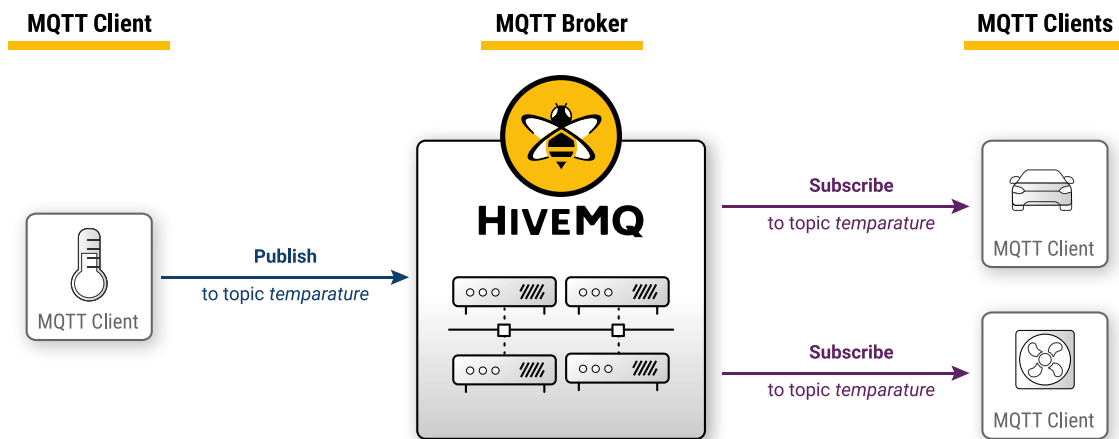 MQTT Client
MQTT Broker
MQTT Clients
HIVEMQ
MQTT Client
Publish
to topic temparature
Subscribe
to topic temparature
MQTT Client
Subscribe
to topic temparature
MQTT Client